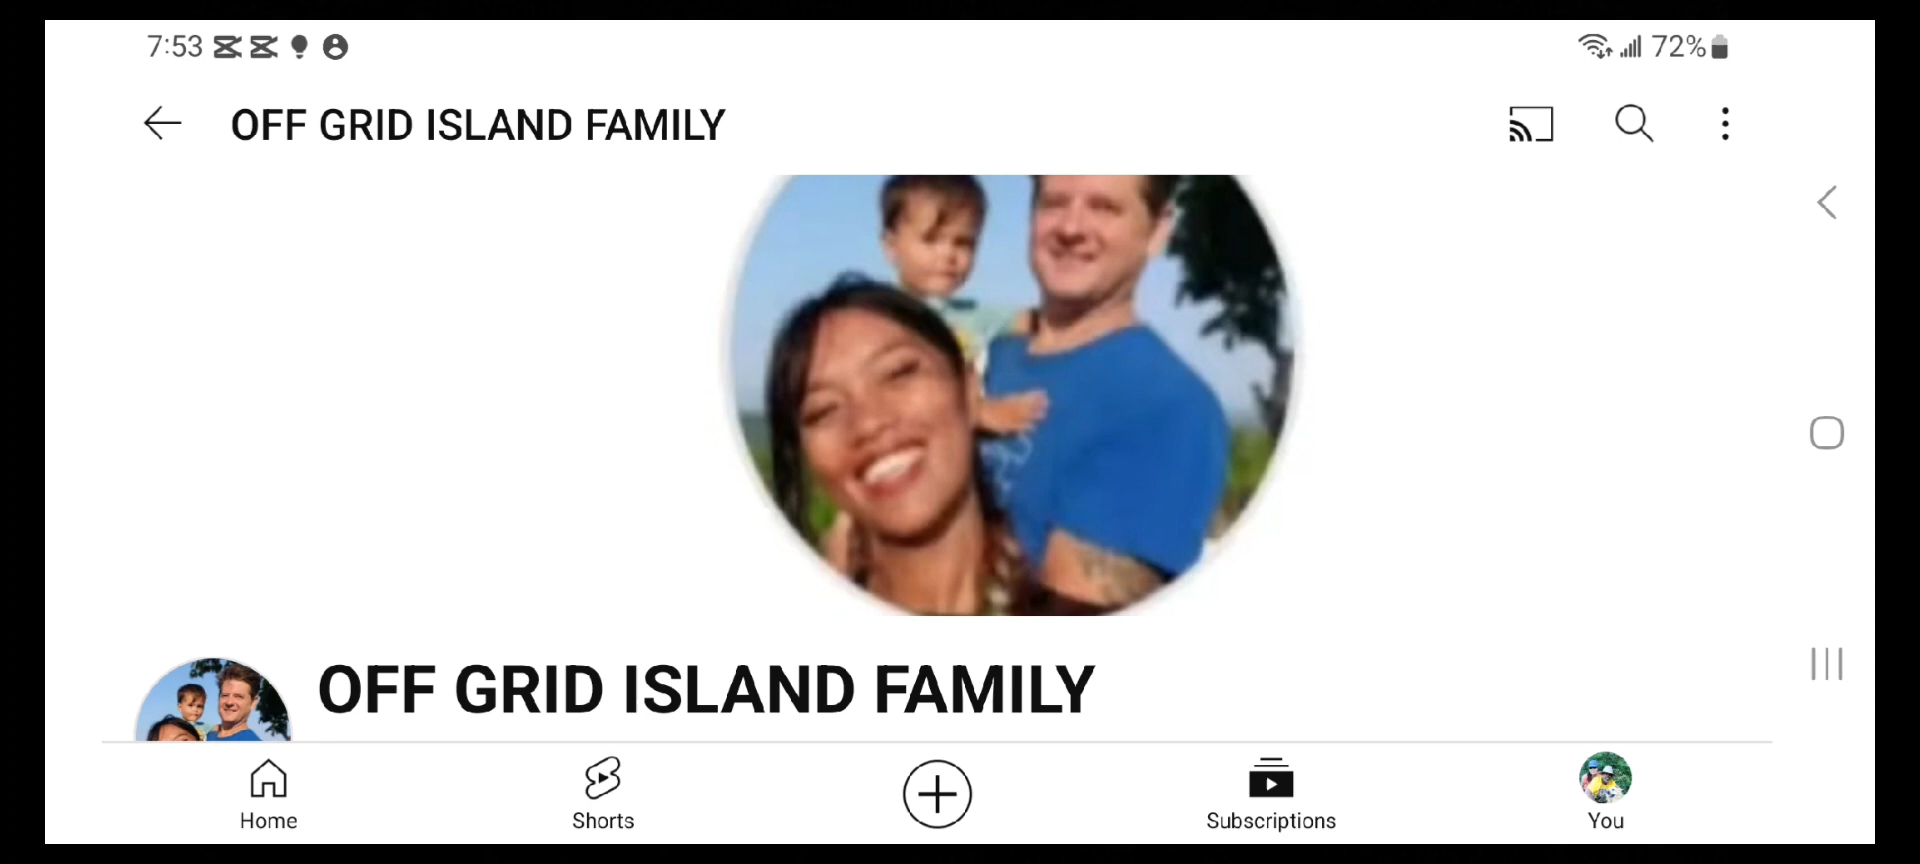 7:53
72%
OFF GRID ISLAND FAMILY
OFF GRID ISLAND FAMILY
Home
Shorts
Subscriptions
You